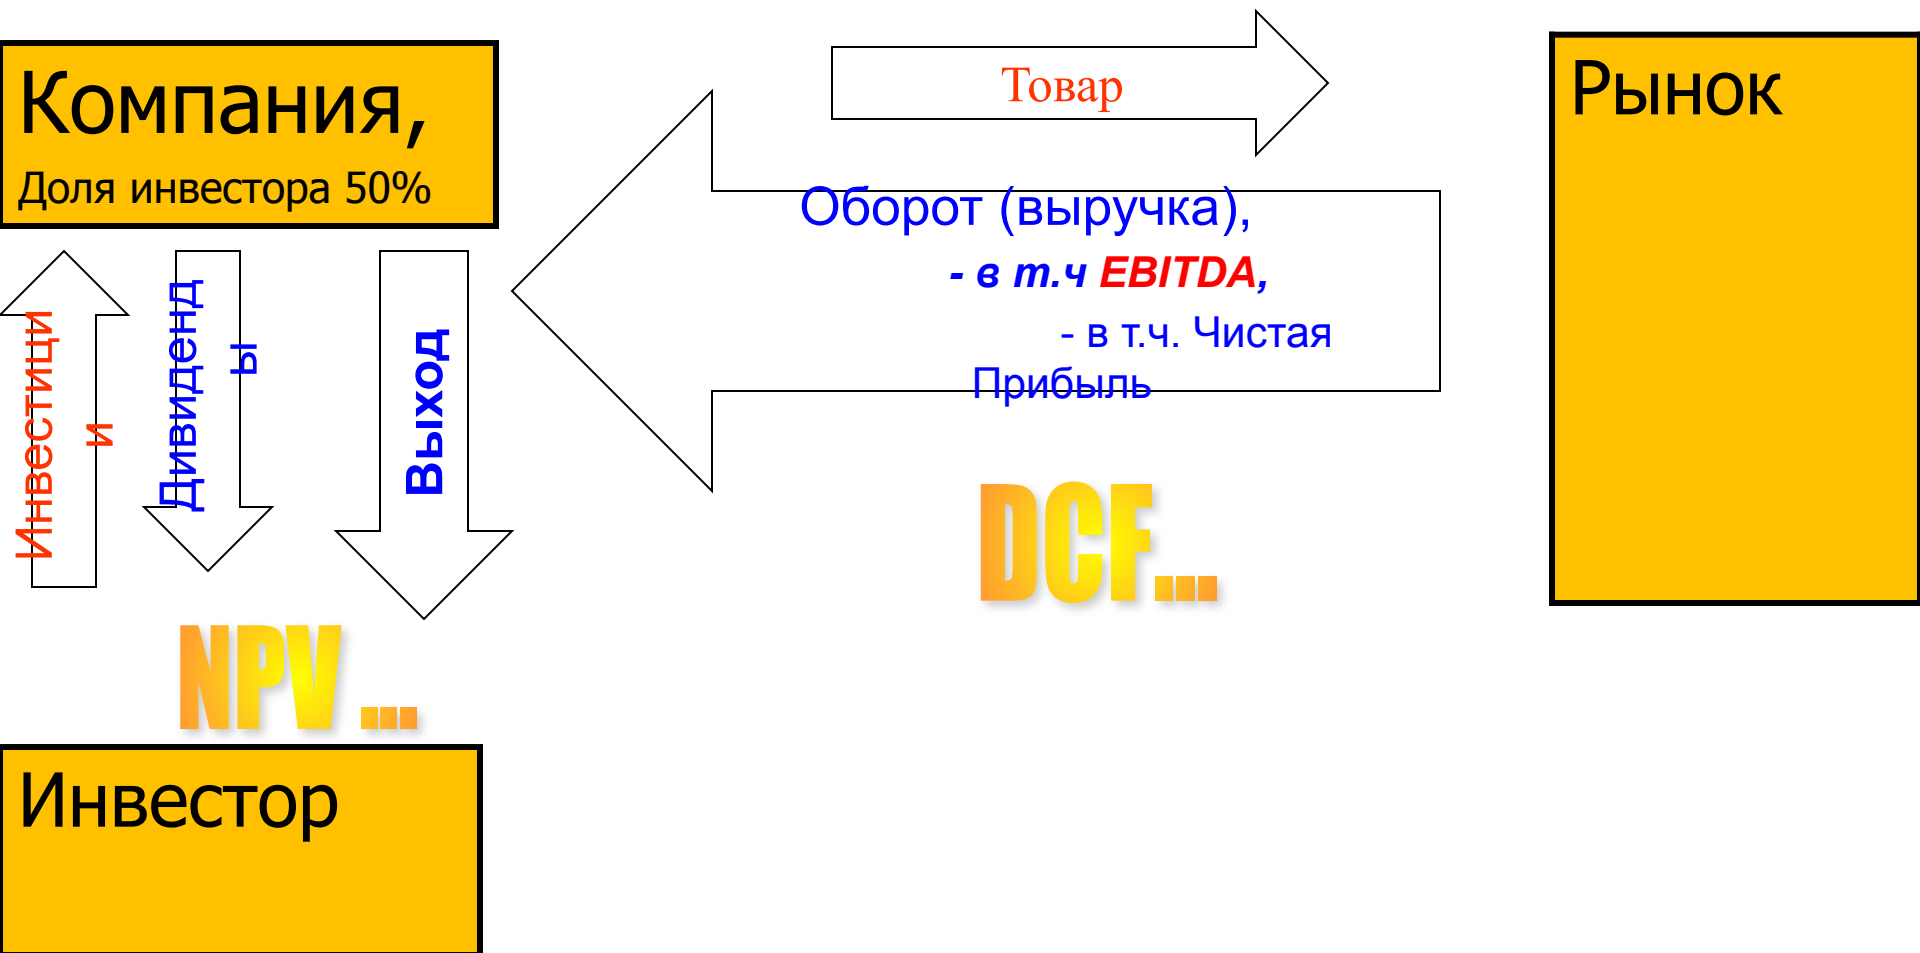 Компания,
Доля инвестора 50%
Товар
Рынок
Оборот (выручка),
- в т.ч EBITDA,
- в т.ч. Чистая
Прибыль
Инвестици
и
Дивиденд
ы
Выход
DCF...
NPV ...
Инвестор